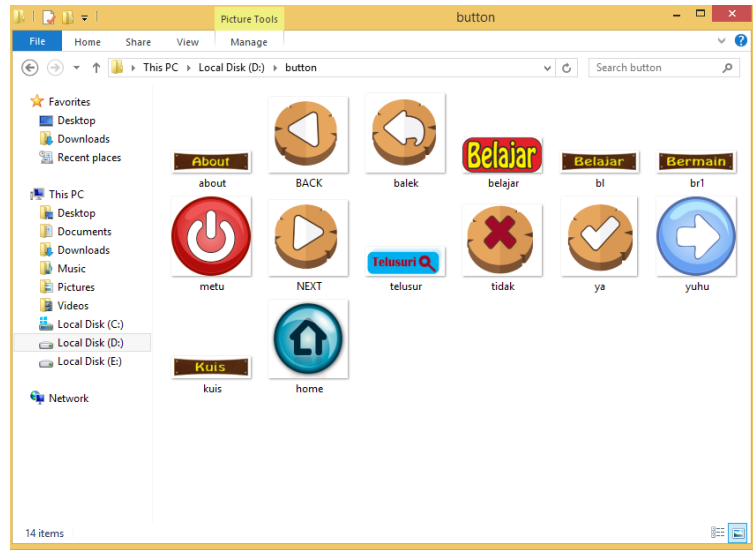 Picture Tools
button
File
Home
Share
View
Manage
This PC
Local Disk (D:)
button
Search button
Favorites
Desktop
Downloads
Recent places
This PC
Desktop
Documents
Downloads
Music
Pictures
Videos
Local Disk (C:)
Local Disk (D:)
Local Disk (E:)
Network
About
Belajar
Belajar
Bermain
about
BACK
balek
belajar
bl
br1
Telusuri
metu
NEXT
telusur
tidak
ya
yuhu
Kuis
kuis
home
14 items